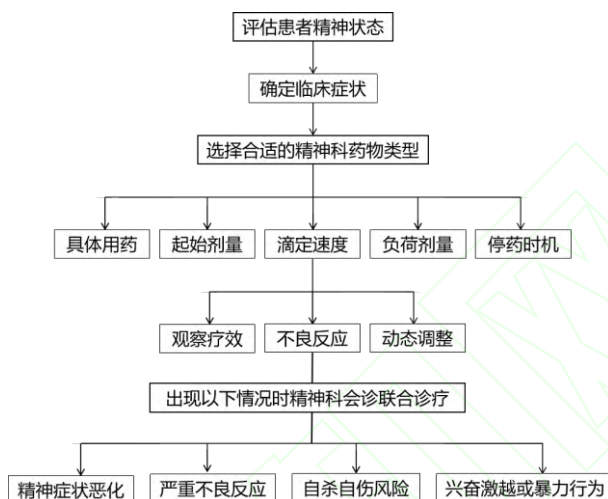 评估患者精神状态
确定临床症状
选择合适的精神科药物类型
具体用药
起始剂量
滴定速度
负荷剂量
停药时机
观察疗效
不良反应
动态调整
出现以下情况时精神科会诊联合诊疗
精神症状恶化
严重不良反应
自杀自伤风险
兴奋激越或暴力行为